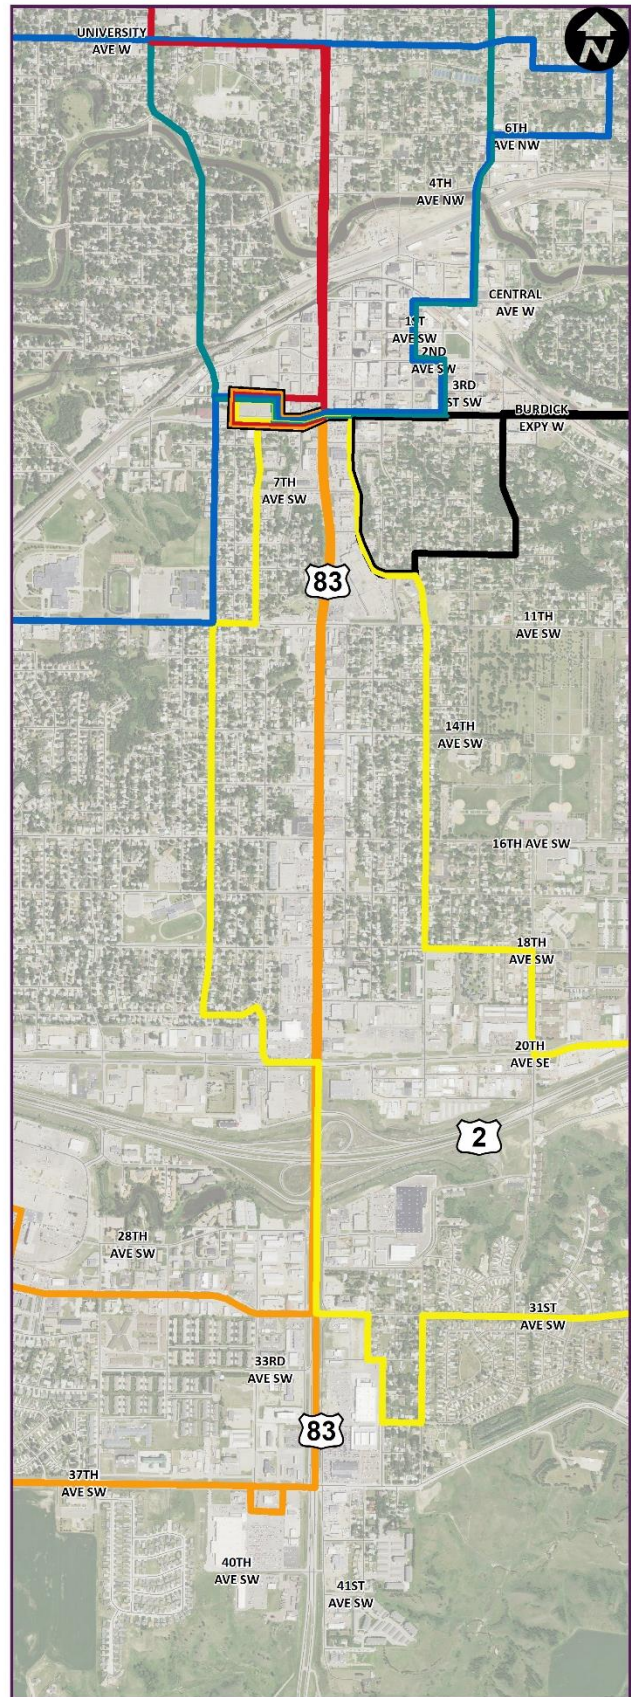 UNIVERSITY
AVE W
N
6TH
AVE NW
4TH
AVE NW
CENTRAL
AVE W
1ST
AVE SW
2ND
AVE SW
3RD
ST SW
BURDICK
EXPY W
7TH
AVE SW
83
11TH
AVE SW
14TH
AVE SW
16TH AVE SW
18TH
AVE SW
20TH
AVE SE
2
28TH
AVE SW
31ST
AVE SW
33RD
AVE SW
83
37TH
AVE SW
40TH
AVE SW
41ST
AVE SW